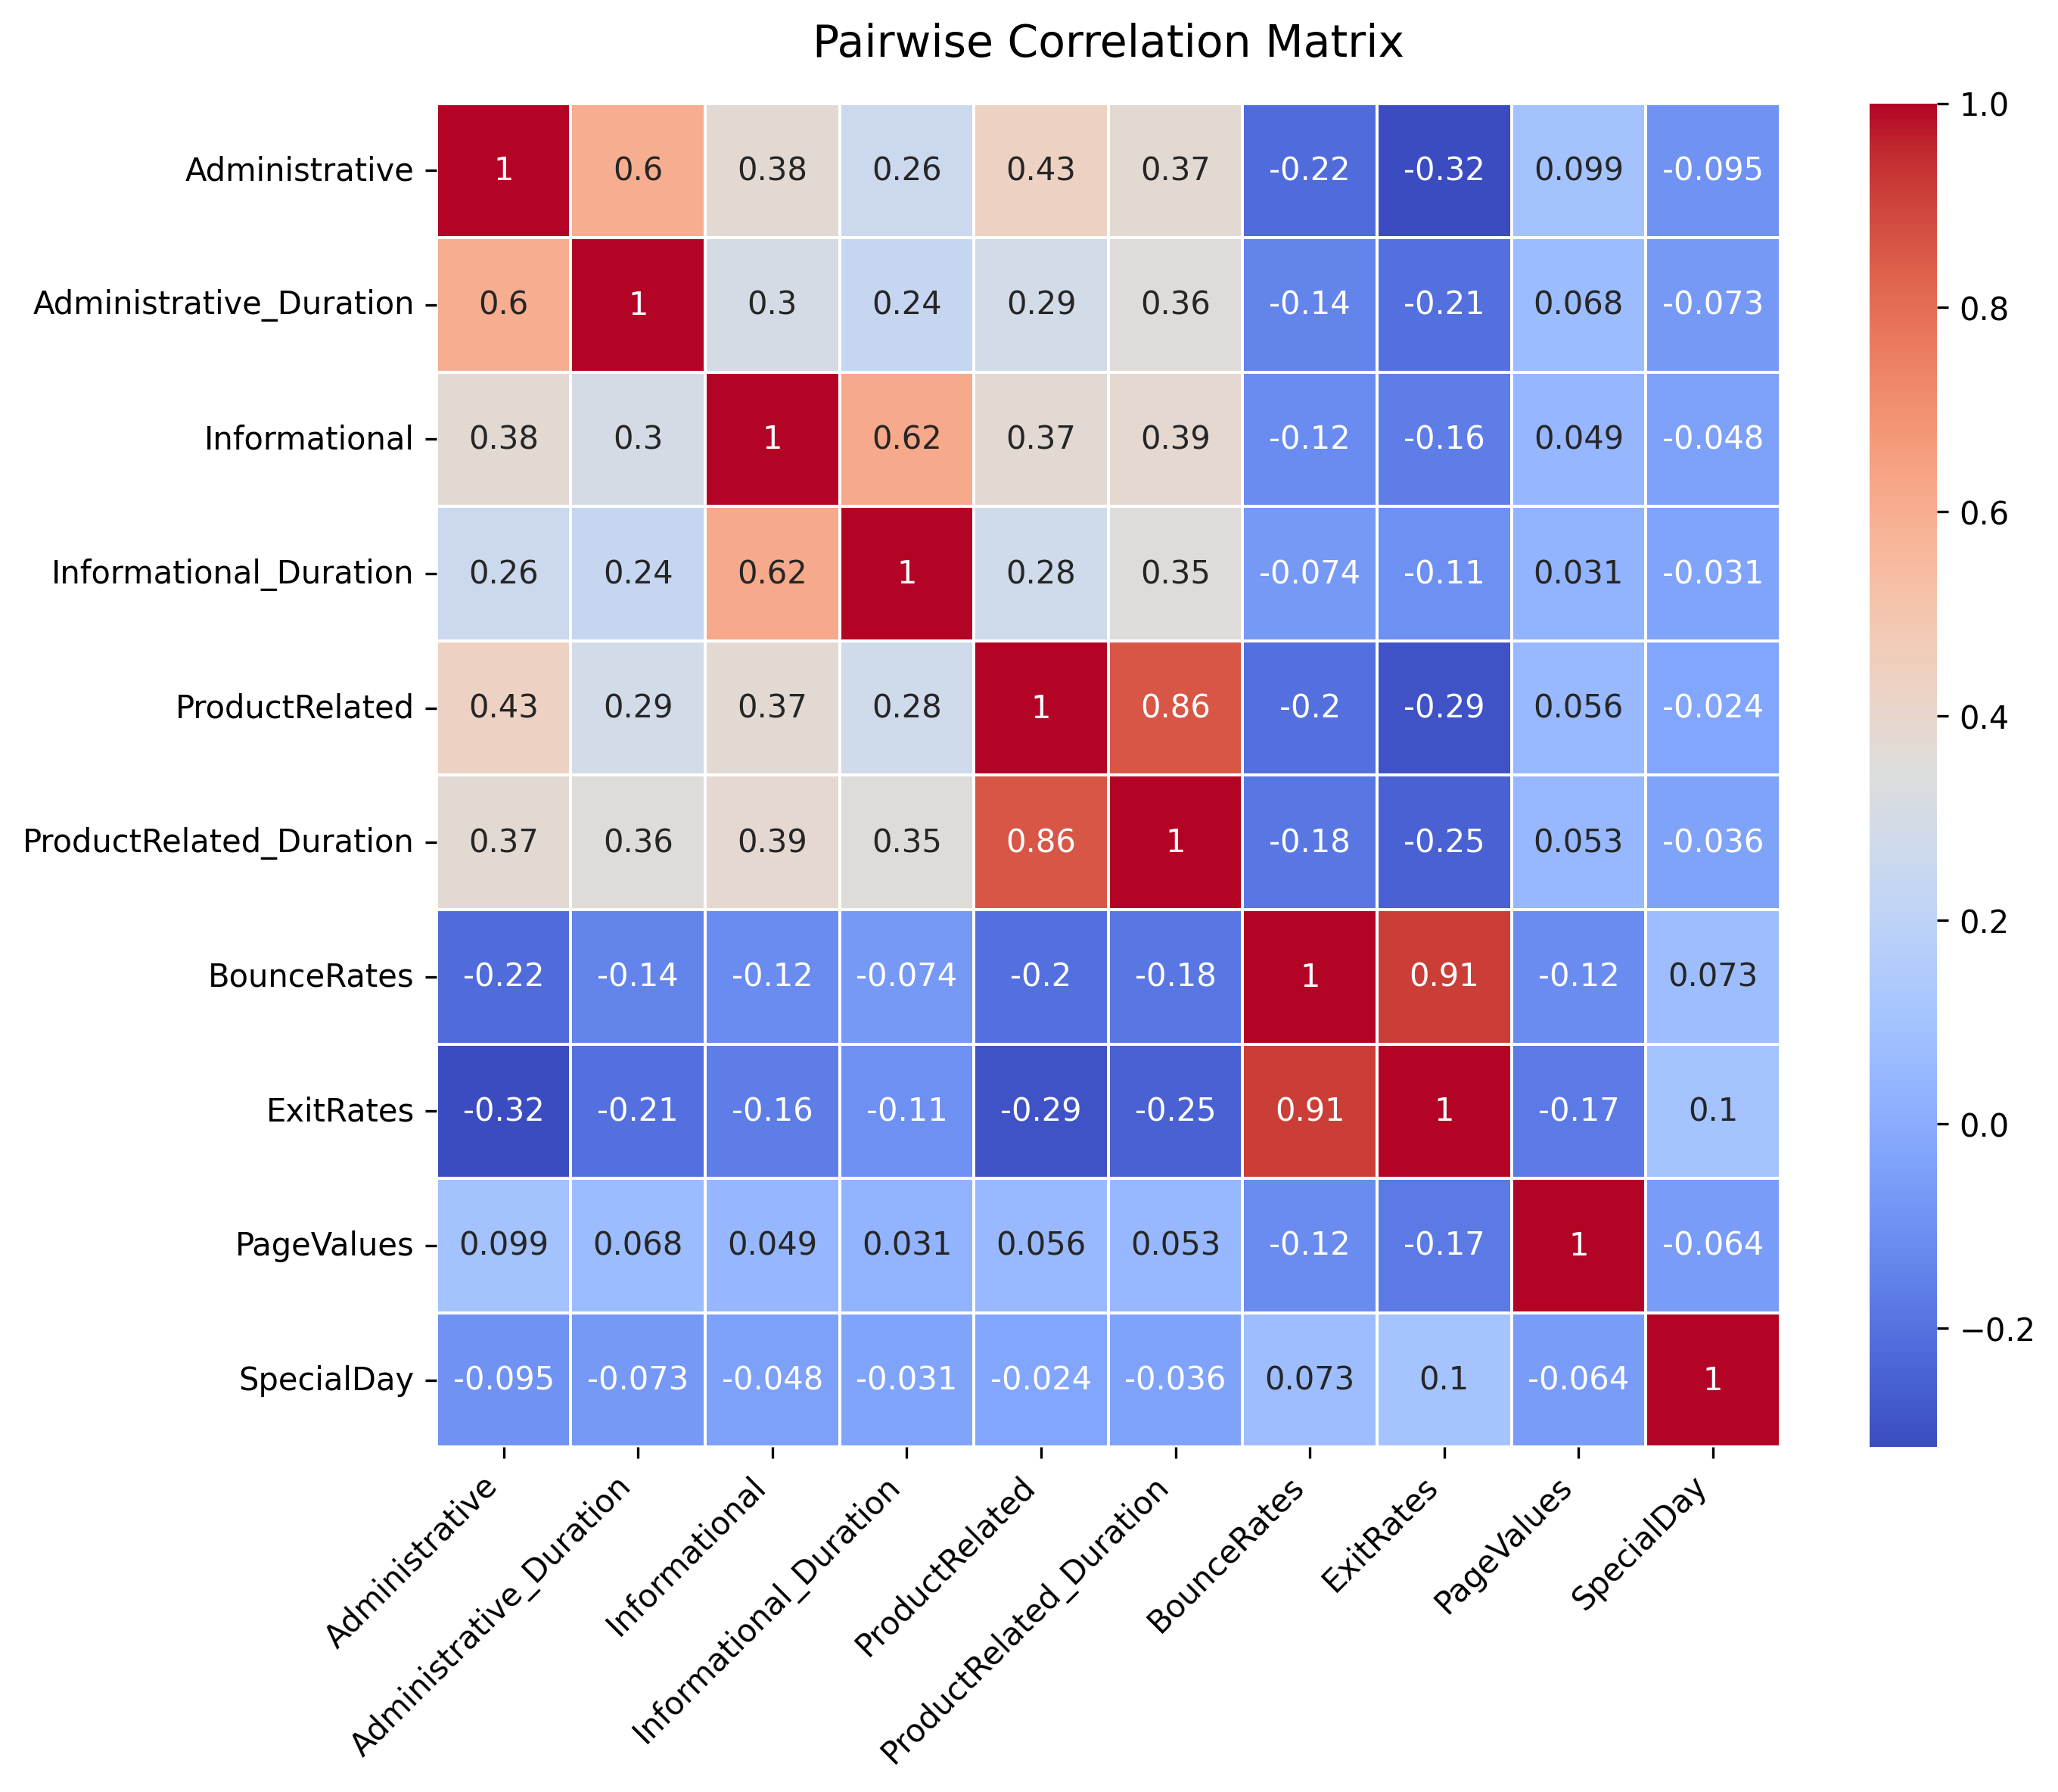 Pairwise Correlation Matrix
Administrative 1 0.6 0.38 0.26 0.43 0.37 -0.22 -0.32 0.099 -0.095
Administrative_Duration 0.6 1 0.3 0.24 0.29 0.36 -0.14 -0.21 0.068 -0.073
Informational 0.38 0.3 1 0.62 0.37 0.39 -0.12 -0.16 0.049 -0.048
Informational_Duration 0.26 0.24 0.62 1 0.28 0.35 -0.074 -0.11 0.031 -0.031
ProductRelated 0.43 0.29 0.37 0.28 1 0.86 -0.2 -0.29 0.056 -0.024
ProductRelated_Duration 0.37 0.36 0.39 0.35 0.86 1 -0.18 -0.25 0.053 -0.036
BounceRates -0.22 -0.14 -0.12 -0.074 -0.2 -0.18 1 0.91 -0.12 0.073
ExitRates -0.32 -0.21 -0.16 -0.11 -0.29 -0.25 0.91 1 -0.17 0.1
PageValues 0.099 0.068 0.049 0.031 0.056 0.053 -0.12 -0.17 1 -0.064
SpecialDay -0.095 -0.073 -0.048 -0.031 -0.024 -0.036 0.073 0.1 -0.064 1
Administrative
Administrative_Duration
Informational
Informational_Duration
ProductRelated
ProductRelated_Duration
BounceRates
ExitRates
PageValues
SpecialDay
1.0
0.8
0.6
0.4
0.2
0.0
−0.2